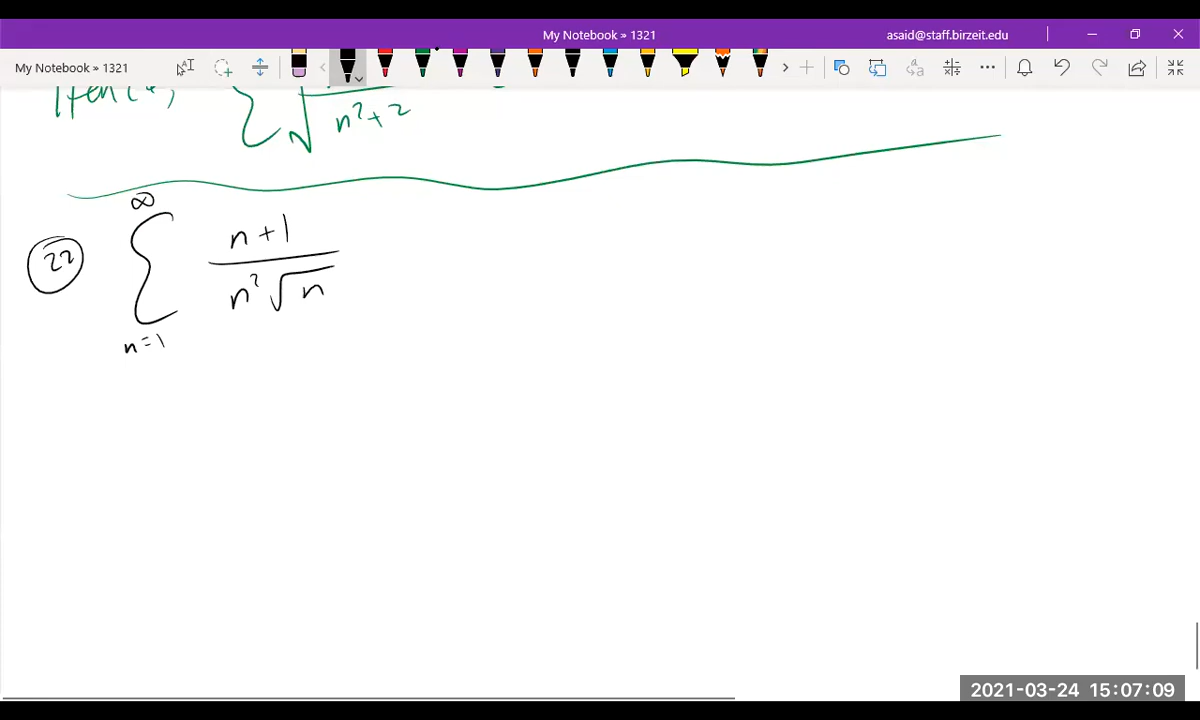 My Notebook » 1321
asaid@staff.birzeit.edu
My Notebook » 1321
Hence,
n²+2
22
∞
∑ n+1
n²√n
n=1
2021-03-24 15:07:09